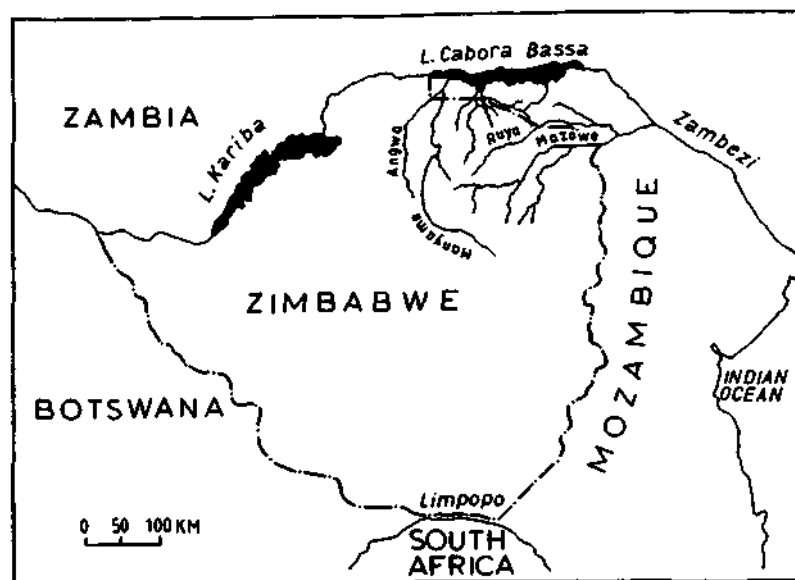 L. Cabora Bassa
ZAMBIA
L. Kariba
Angwa
Ruya
Mazowe
Zambezi
Manyame
ZIMBABWE
MOZAMBIQUE
BOTSWANA
INDIAN
OCEAN
Limpopo
0 50 100 KM
SOUTH
AFRICA